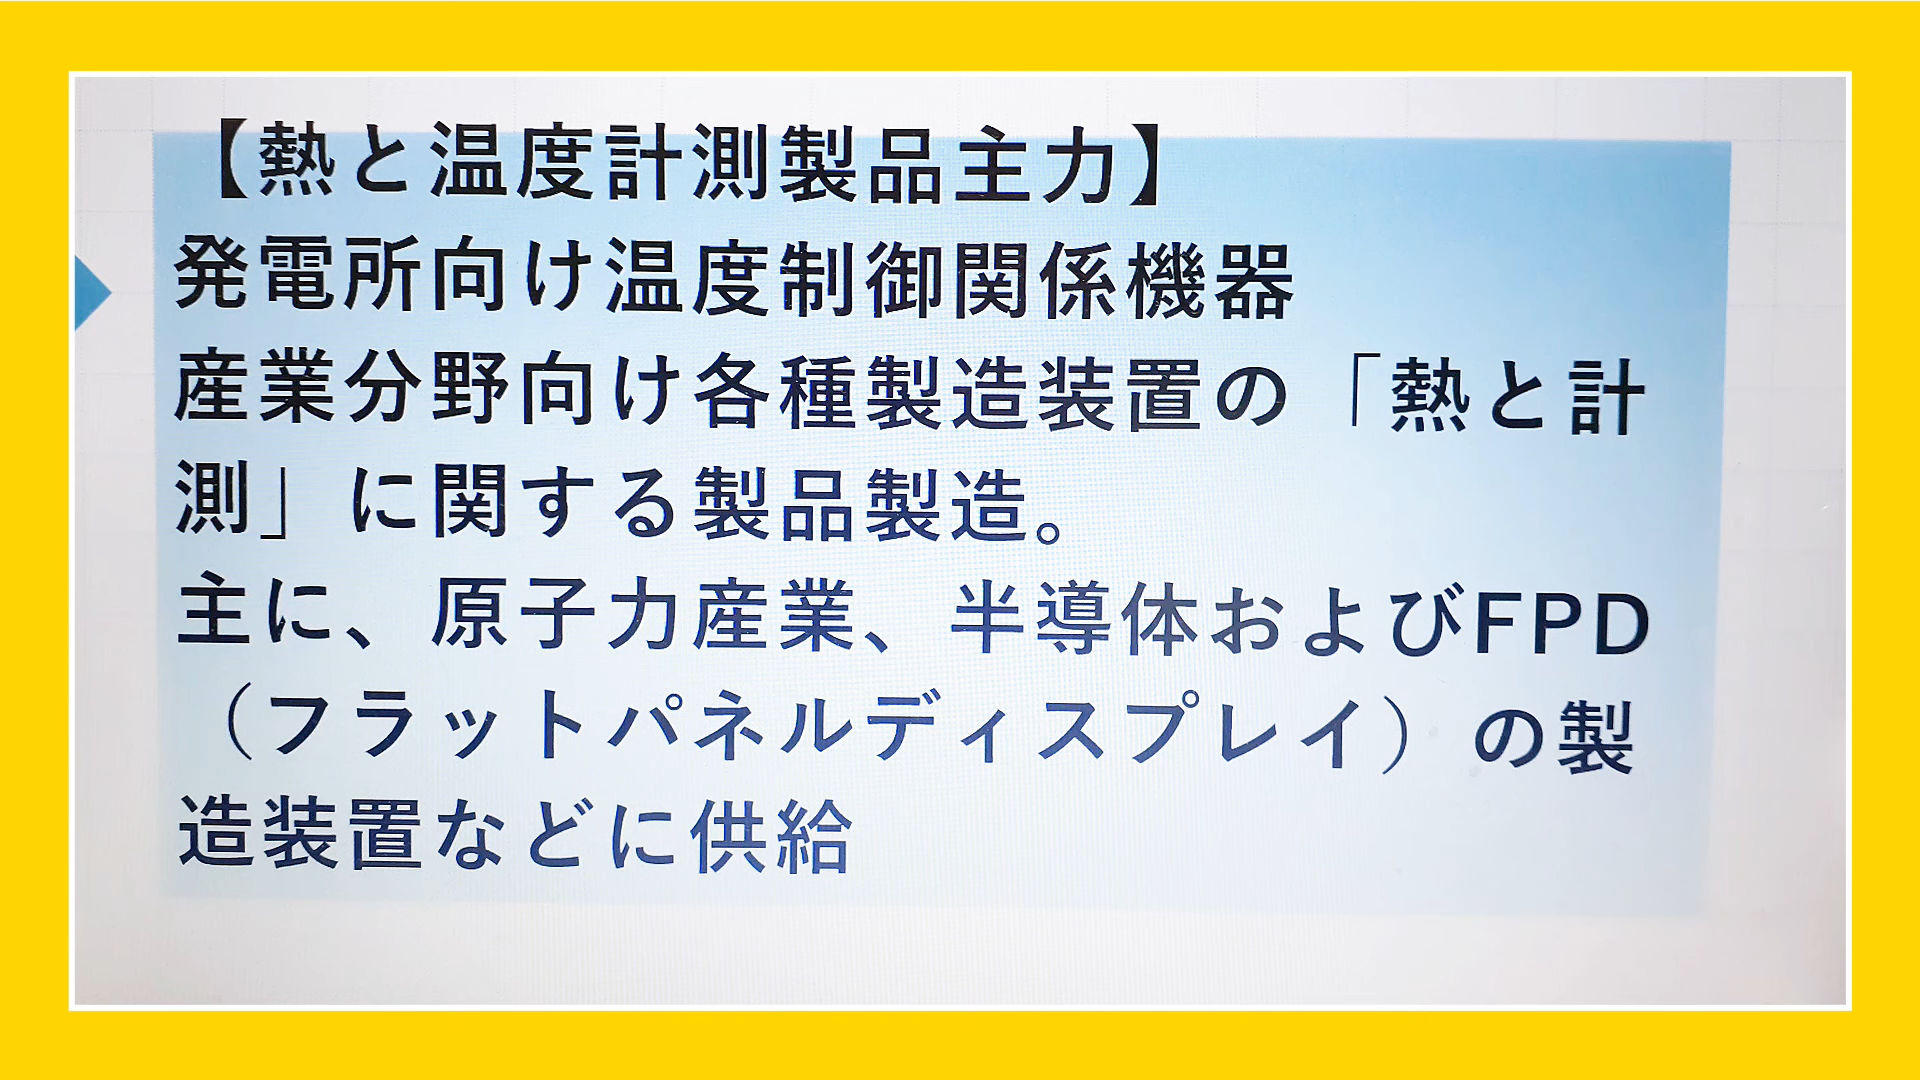 【熱と温度計測製品主力】
発電所向け温度制御関係機器
産業分野向け各種製造装置の「熱と計
測」に関する製品製造。
主に、原子力産業、半導体およびFPD
（フラットパネルディスプレイ）の製
造装置などに供給